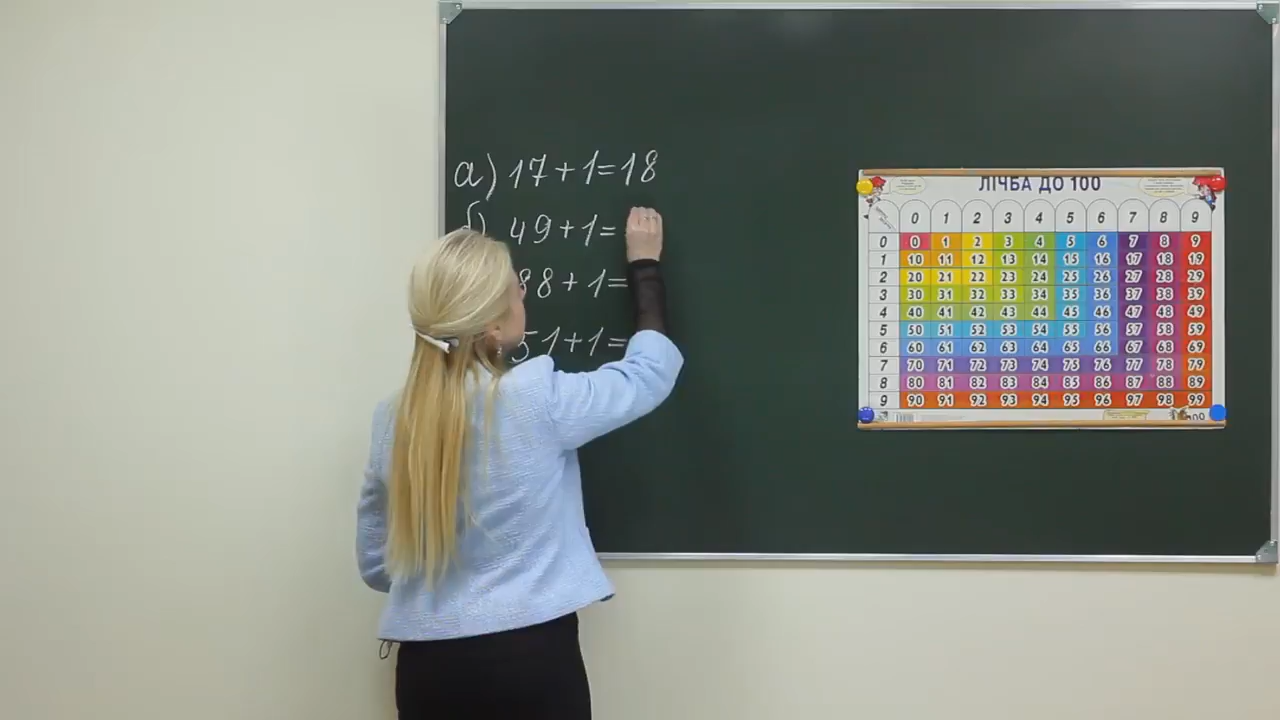 а) 17+1=18
б) 49+1=
88+1=
51+1=
ЛІЧБА ДО 100
0 1 2 3 4 5 6 7 8 9
0 0 1 2 3 4 5 6 7 8 9
1 10 11 12 13 14 15 16 17 18 19
2 20 21 22 23 24 25 26 27 28 29
3 30 31 32 33 34 35 36 37 38 39
4 40 41 42 43 44 45 46 47 48 49
5 50 51 52 53 54 55 56 57 58 59
6 60 61 62 63 64 65 66 67 68 69
7 70 71 72 73 74 75 76 77 78 79
8 80 81 82 83 84 85 86 87 88 89
9 90 91 92 93 94 95 96 97 98 99